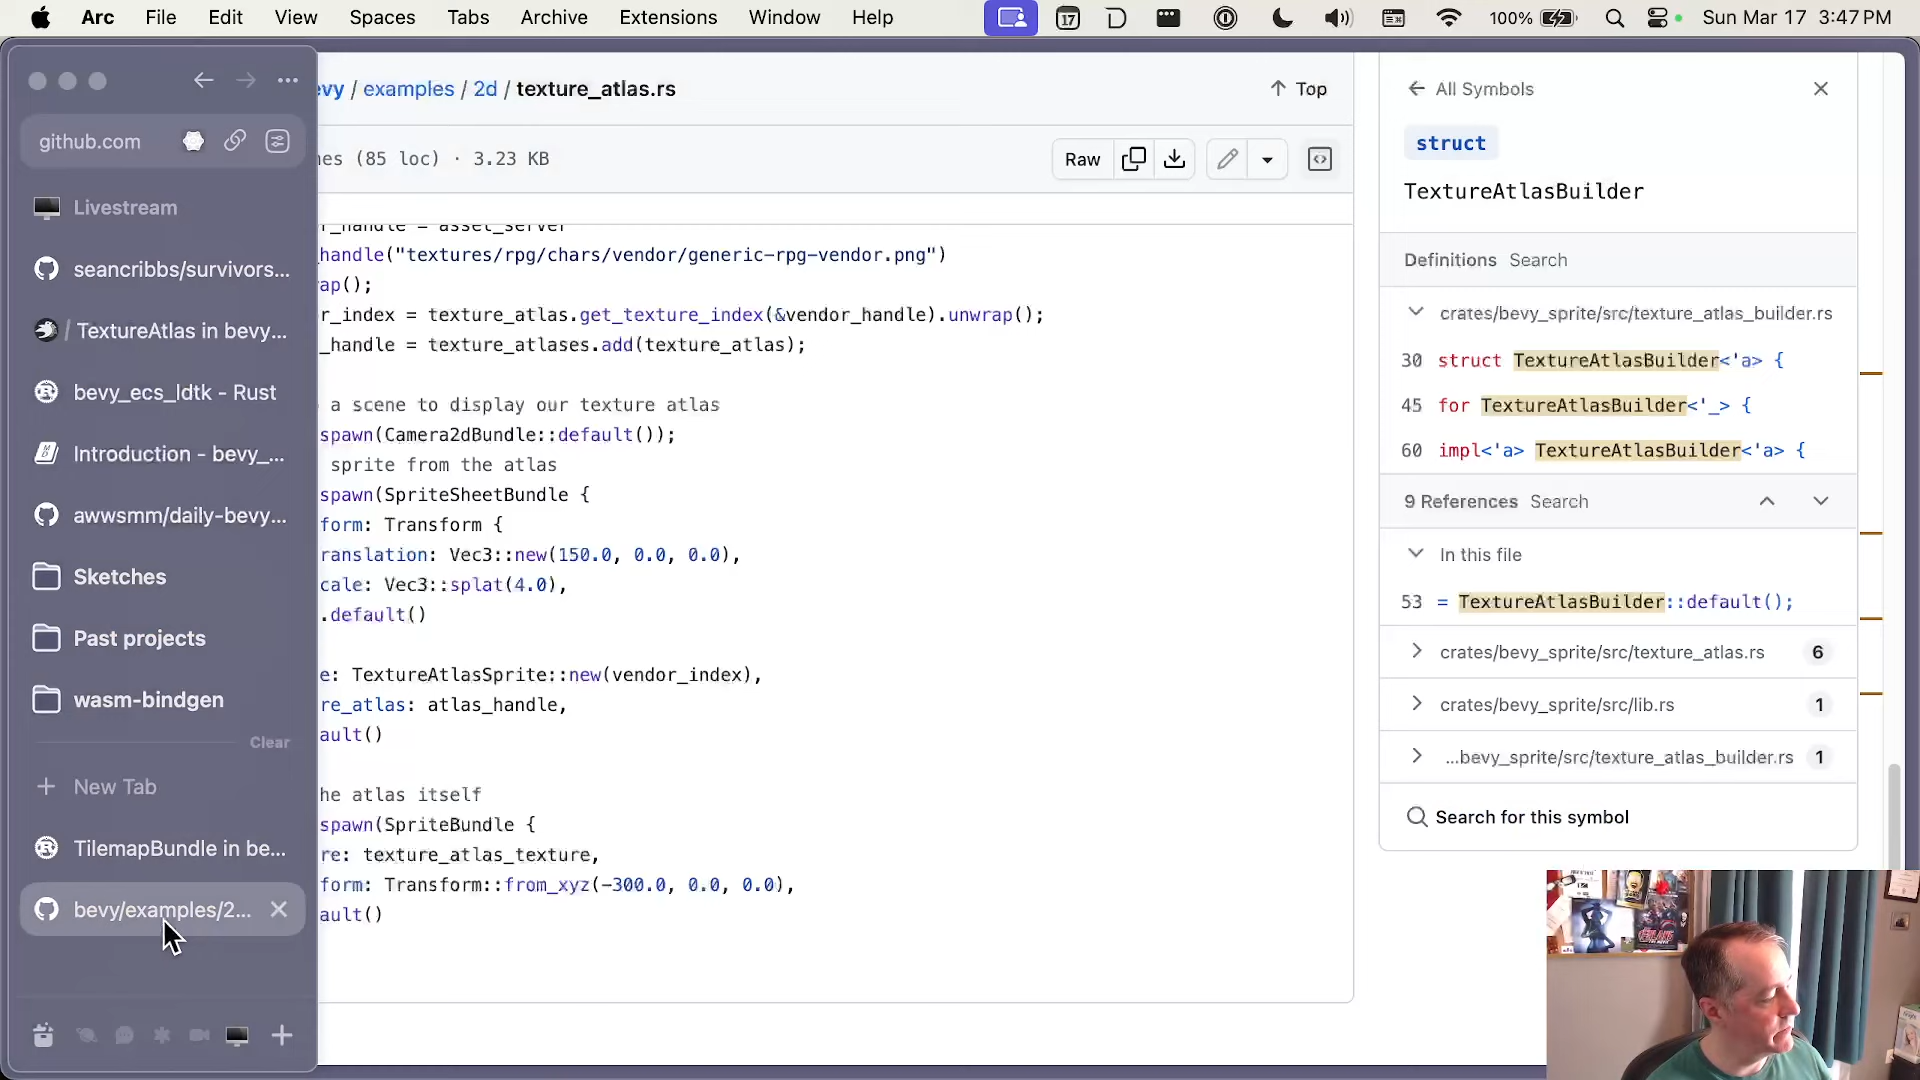 Arc File Edit View Spaces Tabs Archive Extensions Window Help 17 100% Sun Mar 17 3:47 PM
github.com
Livestream
seancribbs/survivors...
/ TextureAtlas in bevy...
bevy_ecs_ldtk - Rust
Introduction - bevy_...
awwsmm/daily-bevy...
Sketches
Past projects
wasm-bindgen
Clear
New Tab
TilemapBundle in be...
bevy/examples/2...
evy / examples / 2d / texture_atlas.rs
Top
nes (85 loc) · 3.23 KB
Raw
r_handle = asset_server
handle("textures/rpg/chars/vendor/generic-rpg-vendor.png")
ap();
r_index = texture_atlas.get_texture_index(&vendor_handle).unwrap();
_handle = texture_atlases.add(texture_atlas);
a scene to display our texture atlas
spawn(Camera2dBundle::default());
sprite from the atlas
spawn(SpriteSheetBundle {
form: Transform {
ranslation: Vec3::new(150.0, 0.0, 0.0),
cale: Vec3::splat(4.0),
.default()
e: TextureAtlasSprite::new(vendor_index),
re_atlas: atlas_handle,
ault()
he atlas itself
spawn(SpriteBundle {
re: texture_atlas_texture,
form: Transform::from_xyz(-300.0, 0.0, 0.0),
ault()
All Symbols
struct
TextureAtlasBuilder
Definitions Search
crates/bevy_sprite/src/texture_atlas_builder.rs
30 struct TextureAtlasBuilder<'a> {
45 for TextureAtlasBuilder<'_> {
60 impl<'a> TextureAtlasBuilder<'a> {
9 References Search
In this file
53 = TextureAtlasBuilder::default();
crates/bevy_sprite/src/texture_atlas.rs 6
crates/bevy_sprite/src/lib.rs 1
...bevy_sprite/src/texture_atlas_builder.rs 1
Search for this symbol